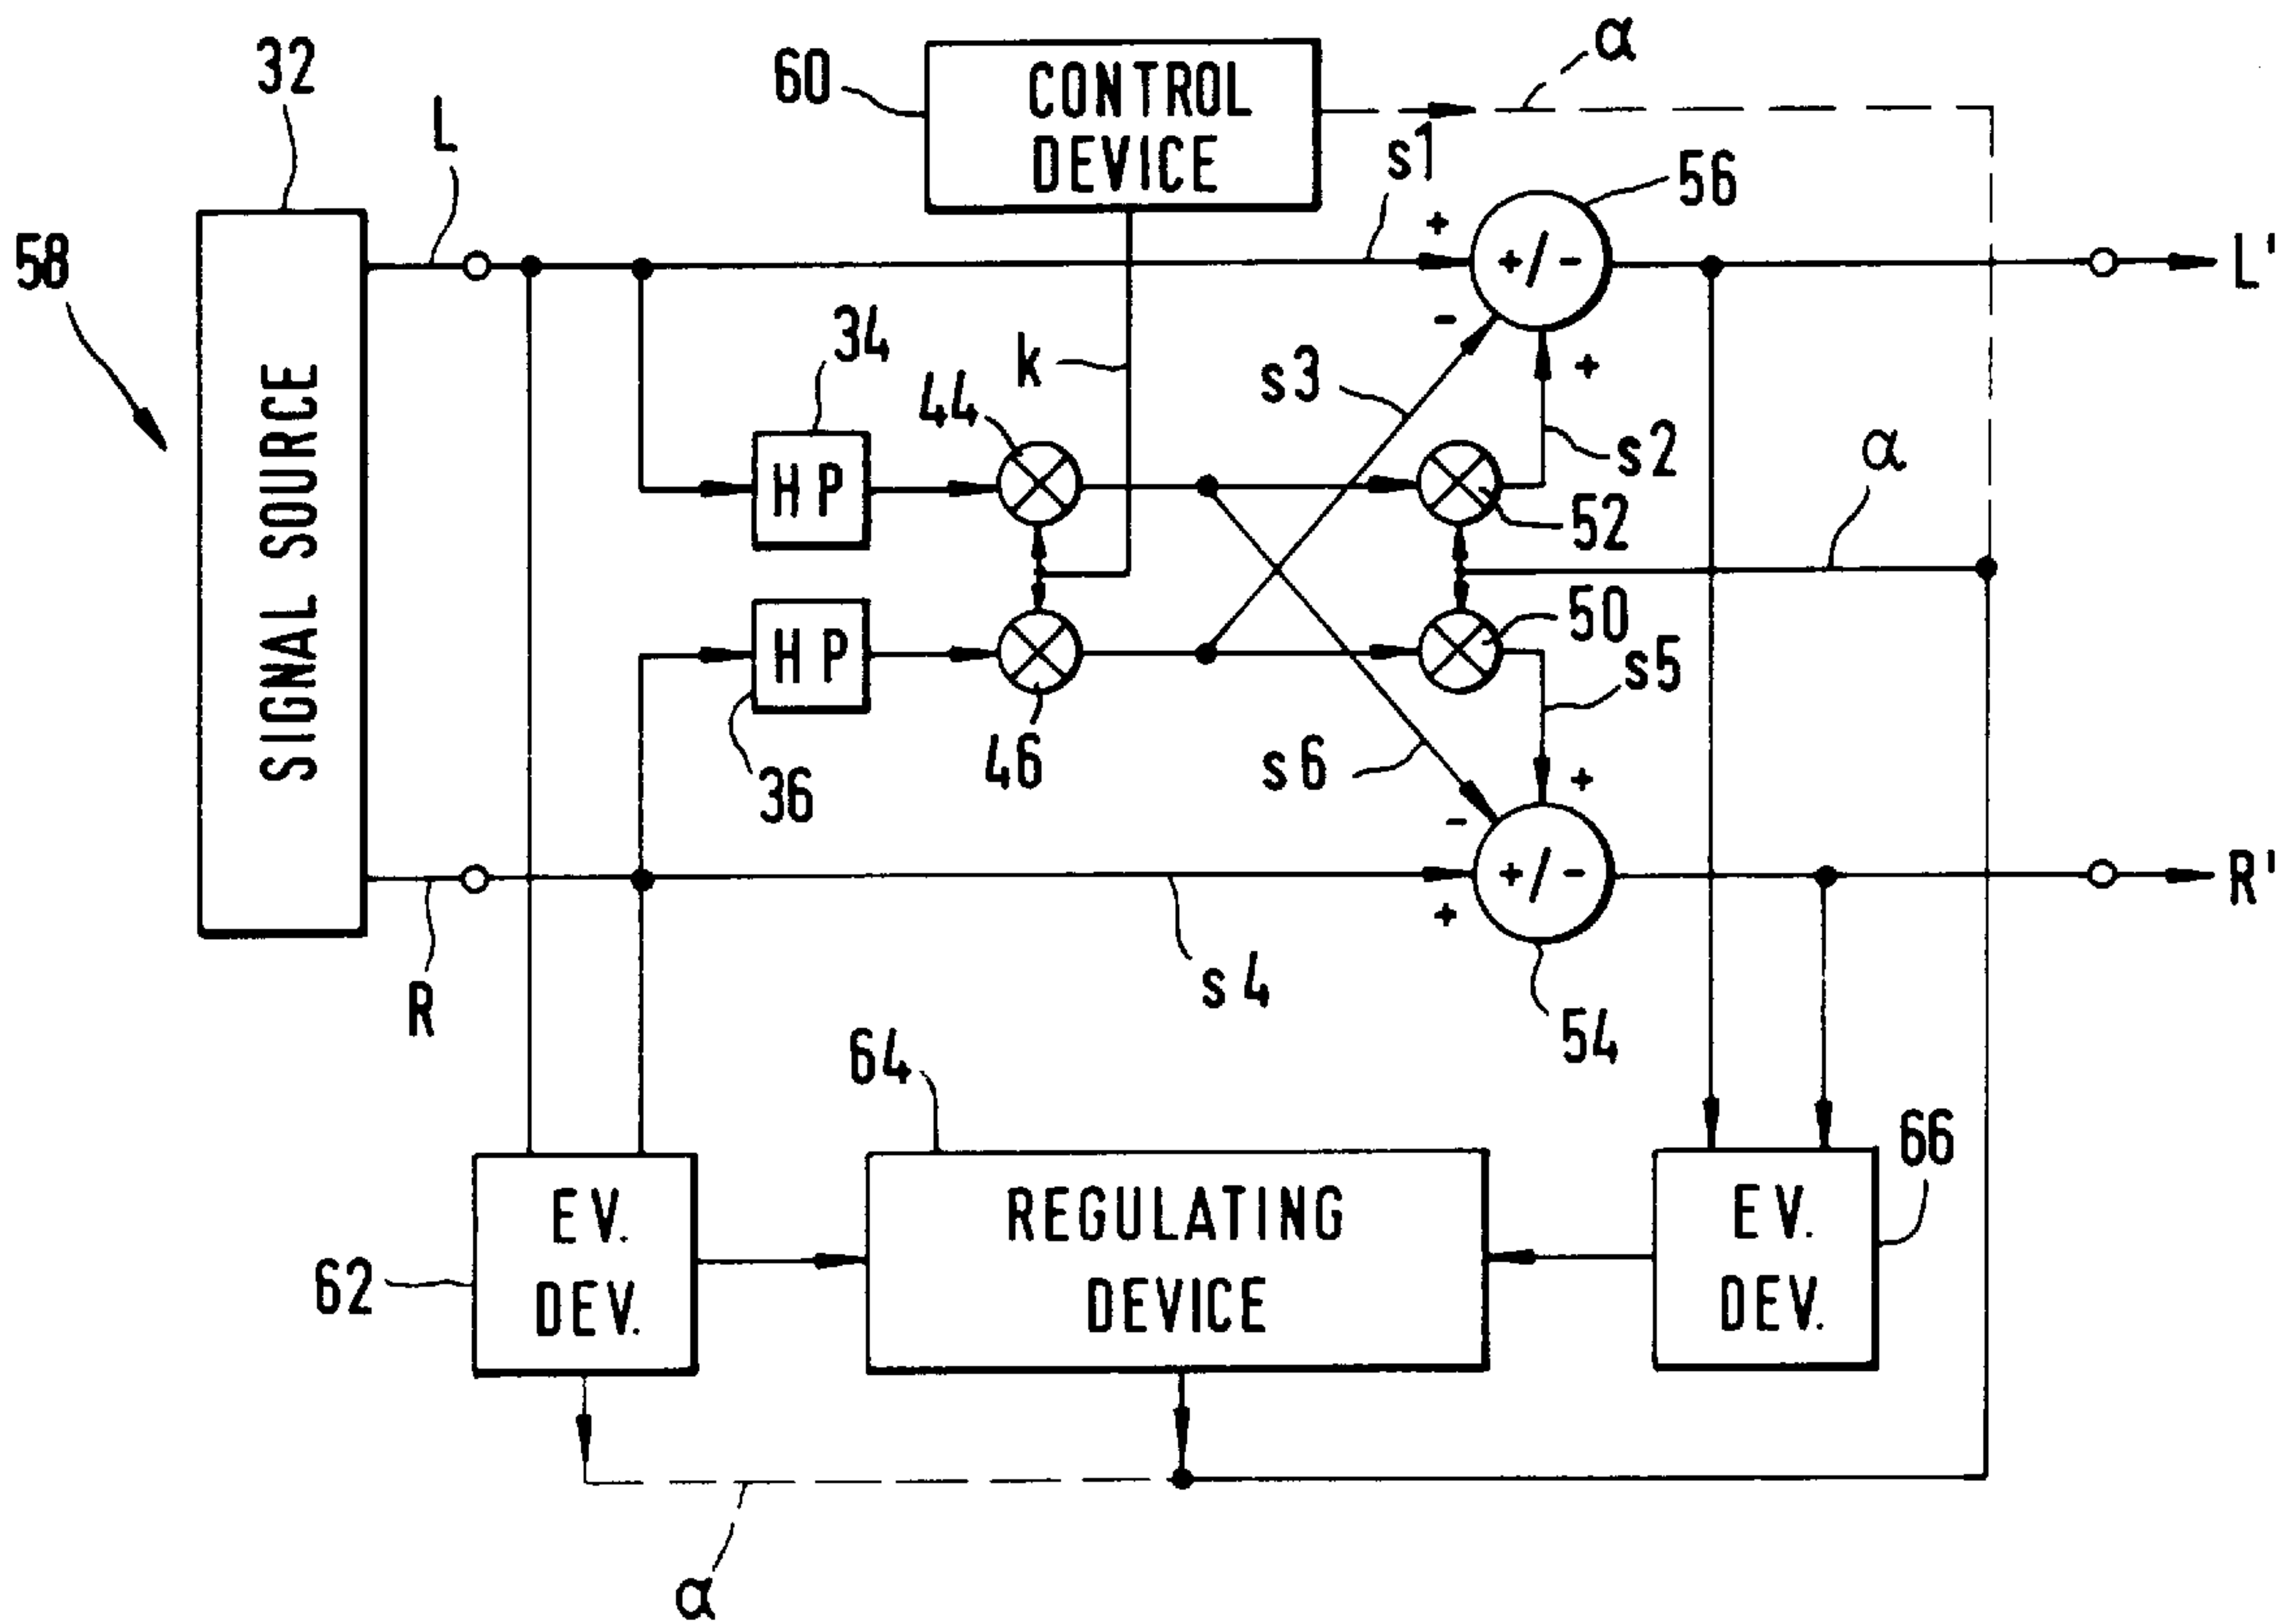 α
32
60
CONTROL
DEVICE
L
s1
56
+
58
+/-
L'
SIGNAL SOURCE
34
k
-
+
s3
44
α
HP
s2
52
HP
50
s5
36
46
s6
+
-
+/-
R'
+
R
s4
54
64
66
EV.
DEV.
REGULATING
DEVICE
EV.
DEV.
62
α